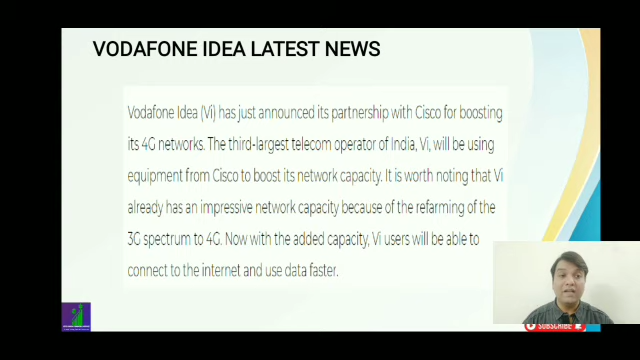 VODAFONE IDEA LATEST NEWS
Vodafone Idea (Vi) has just announced its partnership with Cisco for boosting
its 4G networks. The third-largest telecom operator of India, Vi, will be using
equipment from Cisco to boost its network capacity. It is worth noting that Vi
already has an impressive network capacity because of the refarming of the
3G spectrum to 4G. Now with the added capacity, Vi users will be able to
connect to the internet and use data faster.
SUBSCRIBE